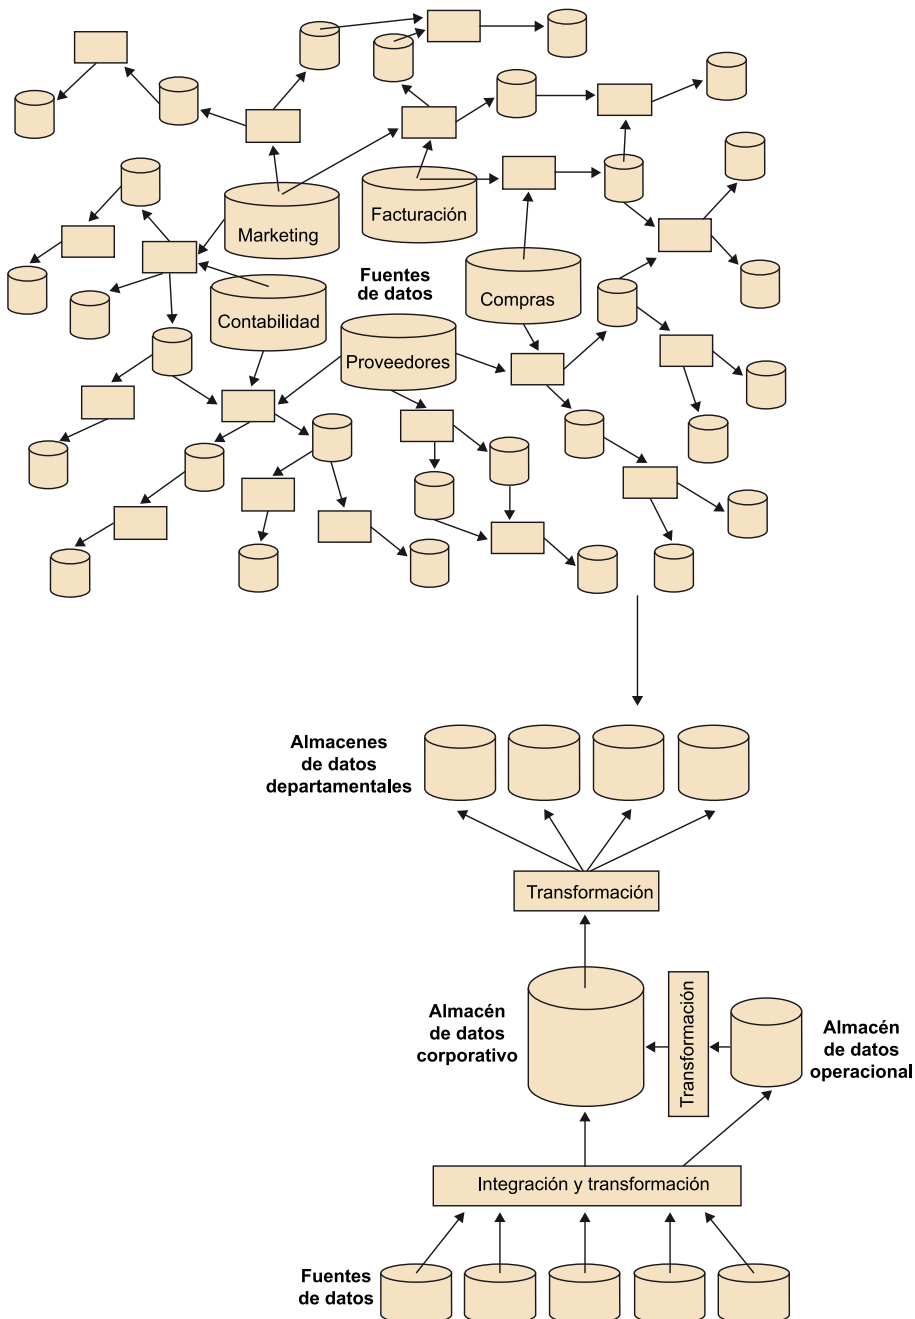 Marketing
Facturación
Fuentes
de datos
Compras
Contabilidad
Proveedores
Almacenes
de datos
departamentales
Transformación
Almacén
de datos
corporativo
Transformación
Almacén
de datos
operacional
Integración y transformación
Fuentes
de datos